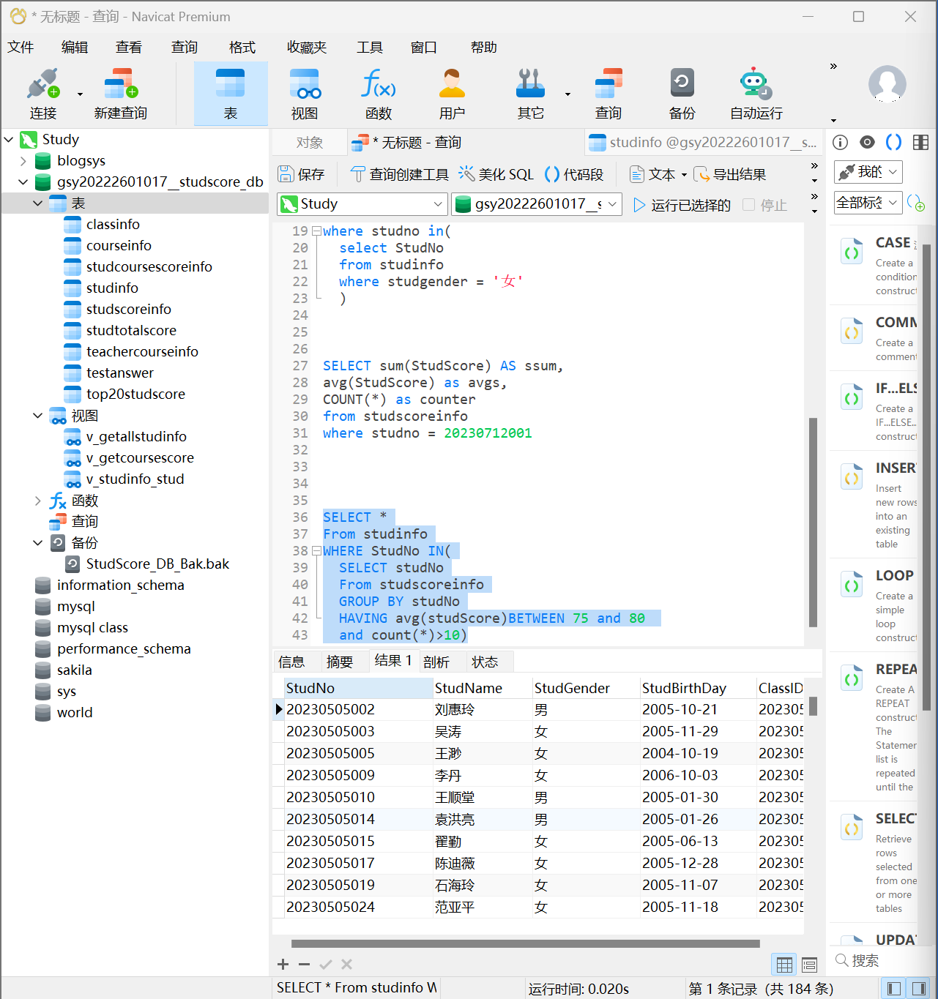 * 无标题 - 查询 - Navicat Premium
文件 编辑 查看 查询 格式 收藏夹 工具 窗口 帮助
连接 新建查询 表 视图 函数 用户 其它 查询 备份 自动运行
Study
blogsys
gsy20222601017__studscore_db
表
classinfo
courseinfo
studcoursescoreinfo
studinfo
studscoreinfo
studtotalscore
teachercourseinfo
testanswer
top20studscore
视图
v_getallstudinfo
v_getcoursescore
v_studinfo_stud
函数
查询
备份
StudScore_DB_Bak.bak
information_schema
mysql
mysql class
performance_schema
sakila
sys
world
对象 * 无标题 - 查询 studinfo @gsy20222601017__s...
保存 查询创建工具 美化 SQL 代码段 文本 导出结果
Study gsy20222601017__s 运行已选择的 停止
19 where studno in(
20 select StudNo
21 from studinfo
22 where studgender = '女'
23 )
24
25
26
27 SELECT sum(StudScore) AS ssum,
28 avg(StudScore) as avgs,
29 COUNT(*) as counter
30 from studscoreinfo
31 where studno = 20230712001
32
33
34
35
36 SELECT *
37 From studinfo
38 WHERE StudNo IN(
39 SELECT studNo
40 From studscoreinfo
41 GROUP BY studNo
42 HAVING avg(studScore)BETWEEN 75 and 80
43 and count(*)>10)
信息 摘要 结果 1 剖析 状态
StudNo StudName StudGender StudBirthDay ClassID
20230505002 刘惠玲 男 2005-10-21 202305
20230505003 吴涛 女 2005-11-29 202305
20230505005 王渺 女 2004-10-19 202305
20230505009 李丹 女 2006-10-03 202305
20230505010 王顺堂 男 2005-01-30 202305
20230505014 袁洪亮 男 2005-01-26 202305
20230505015 翟勤 女 2005-06-13 202305
20230505017 陈迪薇 女 2005-12-28 202305
20230505019 石海玲 女 2005-11-07 202305
20230505024 范亚平 女 2005-11-18 202305
SELECT * From studinfo W 运行时间: 0.020s 第 1 条记录 (共 184 条)
我的
全部标签
CASE
Create a
condition
construct
COMM
Create a
comment
IF...ELS
Create a
IF...ELSE...
construct
INSER
Insert
new rows
into an
existing
table
LOOP
Create a
simple
loop
construct
REPEA
Create A
REPEAT
construct
The
Statemen
list is
repeated
until the
SELECT
Retrieve
rows
selected
from one
or more
tables
UPDA
搜索